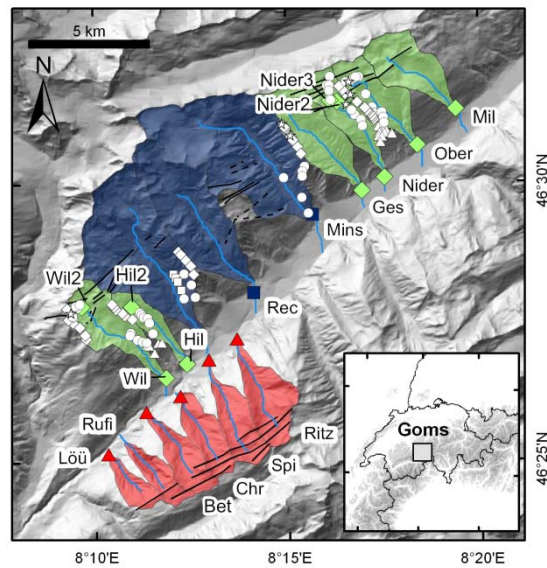 5 km
N
Nider3
Nider2
Mil
Ober
46°30'N
Nider
Ges
Mins
Wil2
Hil2
Rec
Hil
Wil
Rufi
Goms
Löü
Ritz
Spi
Chr
Bet
46°25'N
8°10'E
8°15'E
8°20'E